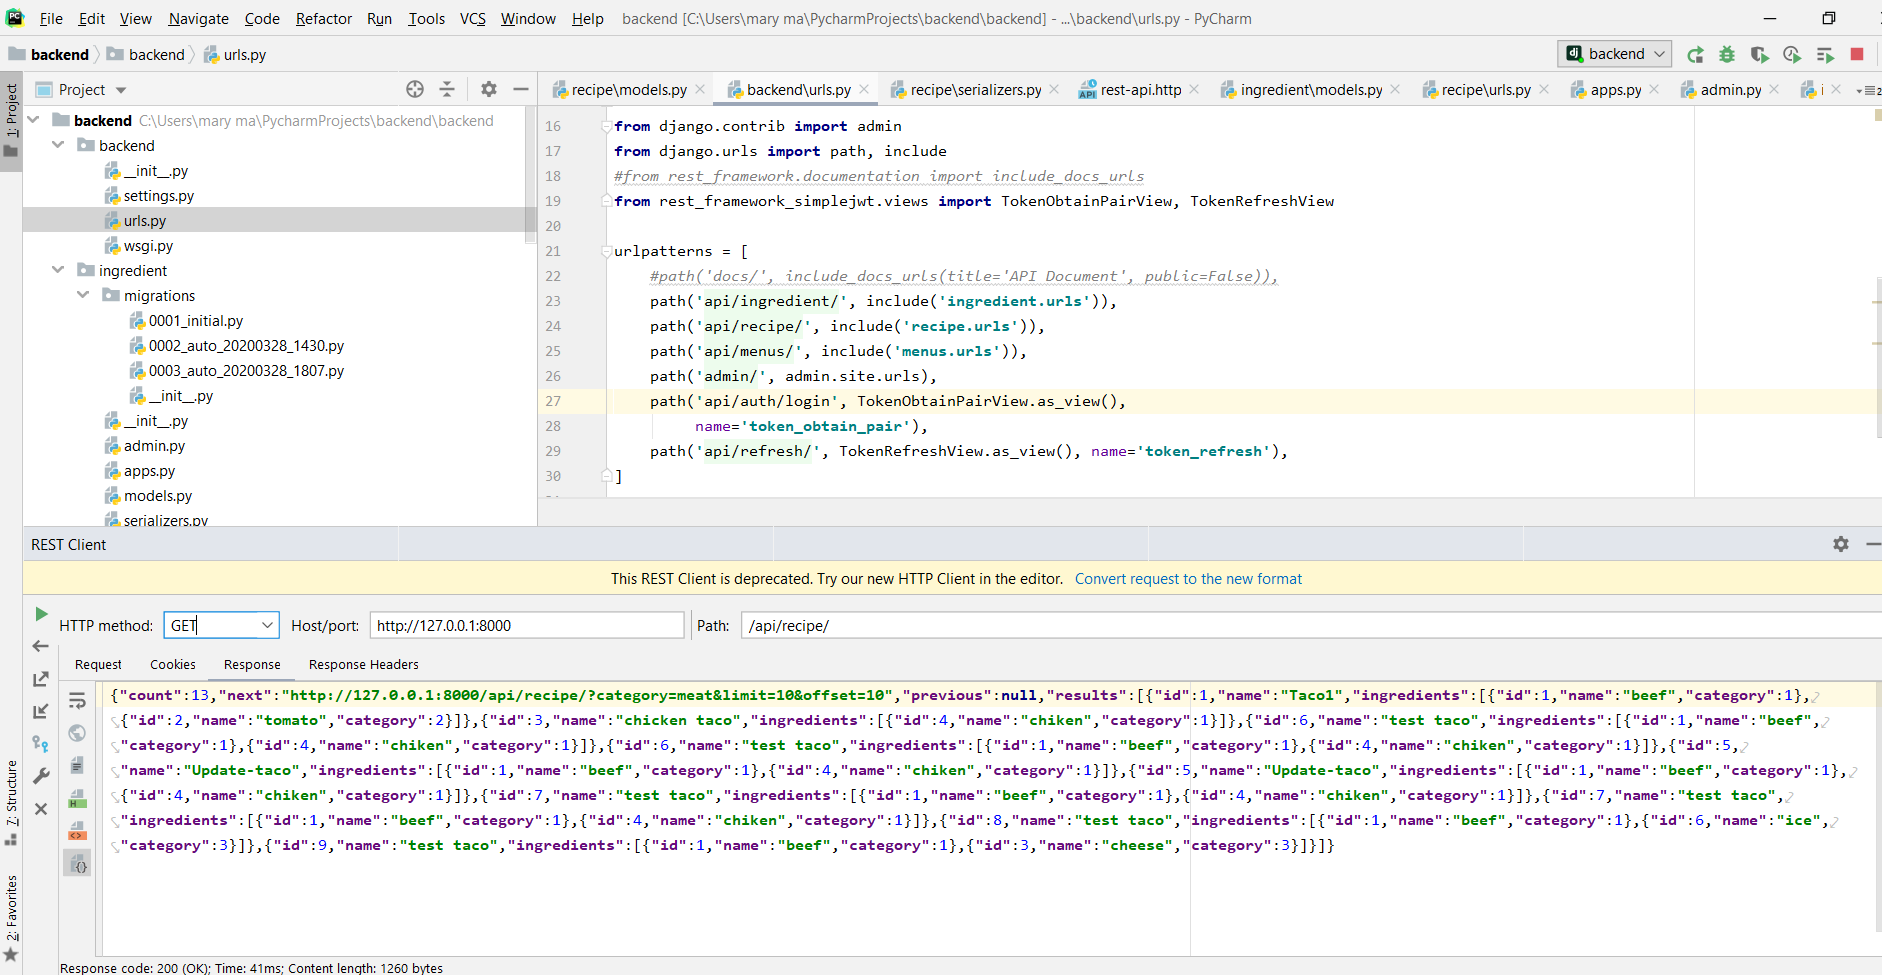 File Edit View Navigate Code Refactor Run Tools VCS Window Help backend [C:\Users\mary ma\PycharmProjects\backend\backend] - ...\backend\urls.py - PyCharm
backend backend urls.py
backend
Project
recipe\models.py backend\urls.py recipe\serializers.py rest-api.http ingredient\models.py recipe\urls.py apps.py admin.py i
1: Project
backend C:\Users\mary ma\PycharmProjects\backend\backend
backend
__init__.py
settings.py
urls.py
wsgi.py
ingredient
migrations
0001_initial.py
0002_auto_20200328_1430.py
0003_auto_20200328_1807.py
__init__.py
__init__.py
admin.py
apps.py
models.py
serializers.py
16 from django.contrib import admin
17 from django.urls import path, include
18 #from rest_framework.documentation import include_docs_urls
19 from rest_framework_simplejwt.views import TokenObtainPairView, TokenRefreshView
20
21 urlpatterns = [
22 #path('docs/', include_docs_urls(title='API Document', public=False)),
23 path('api/ingredient/', include('ingredient.urls')),
24 path('api/recipe/', include('recipe.urls')),
25 path('api/menus/', include('menus.urls')),
26 path('admin/', admin.site.urls),
27 path('api/auth/login', TokenObtainPairView.as_view(),
28 name='token_obtain_pair'),
29 path('api/refresh/', TokenRefreshView.as_view(), name='token_refresh'),
30 ]
REST Client
This REST Client is deprecated. Try our new HTTP Client in the editor. Convert request to the new format
HTTP method: GET Host/port: http://127.0.0.1:8000 Path: /api/recipe/
Request Cookies Response Response Headers
{"count":13,"next":"http://127.0.0.1:8000/api/recipe/?category=meat&limit=10&offset=10","previous":null,"results":[{"id":1,"name":"Taco1","ingredients":[{"id":1,"name":"beef","category":1},
{"id":2,"name":"tomato","category":2}]},{"id":3,"name":"chicken taco","ingredients":[{"id":4,"name":"chiken","category":1}]},{"id":6,"name":"test taco","ingredients":[{"id":1,"name":"beef",
"category":1},{"id":4,"name":"chiken","category":1}]},{"id":6,"name":"test taco","ingredients":[{"id":1,"name":"beef","category":1},{"id":4,"name":"chiken","category":1}]},{"id":5,
"name":"Update-taco","ingredients":[{"id":1,"name":"beef","category":1},{"id":4,"name":"chiken","category":1}]},{"id":5,"name":"Update-taco","ingredients":[{"id":1,"name":"beef","category":1},
{"id":4,"name":"chiken","category":1}]},{"id":7,"name":"test taco","ingredients":[{"id":1,"name":"beef","category":1},{"id":4,"name":"chiken","category":1}]},{"id":7,"name":"test taco",
"ingredients":[{"id":1,"name":"beef","category":1},{"id":4,"name":"chiken","category":1}]},{"id":8,"name":"test taco","ingredients":[{"id":1,"name":"beef","category":1},{"id":6,"name":"ice",
"category":3}]},{"id":9,"name":"test taco","ingredients":[{"id":1,"name":"beef","category":1},{"id":3,"name":"cheese","category":3}]}]}
7: Structure
2: Favorites
Response code: 200 (OK); Time: 41ms; Content length: 1260 bytes